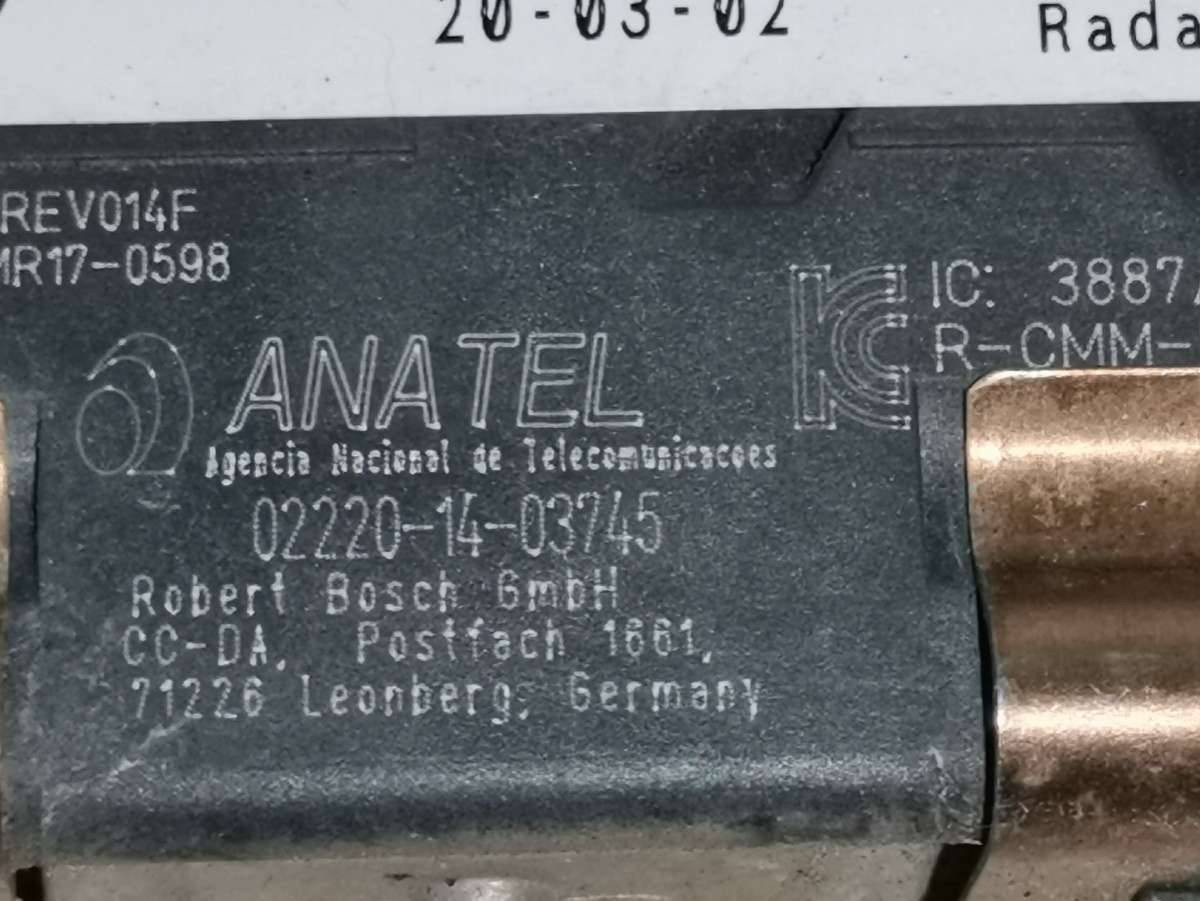 20-03-02 Rada
REV014F
MR17-0598
IC: 3887A
R-CMM-
ANATEL
Agencia Nacional de Telecomunicacoes
02220-14-03745
Robert Bosch GmbH
CC-DA, Postfach 1661,
71226 Leonberg, Germany